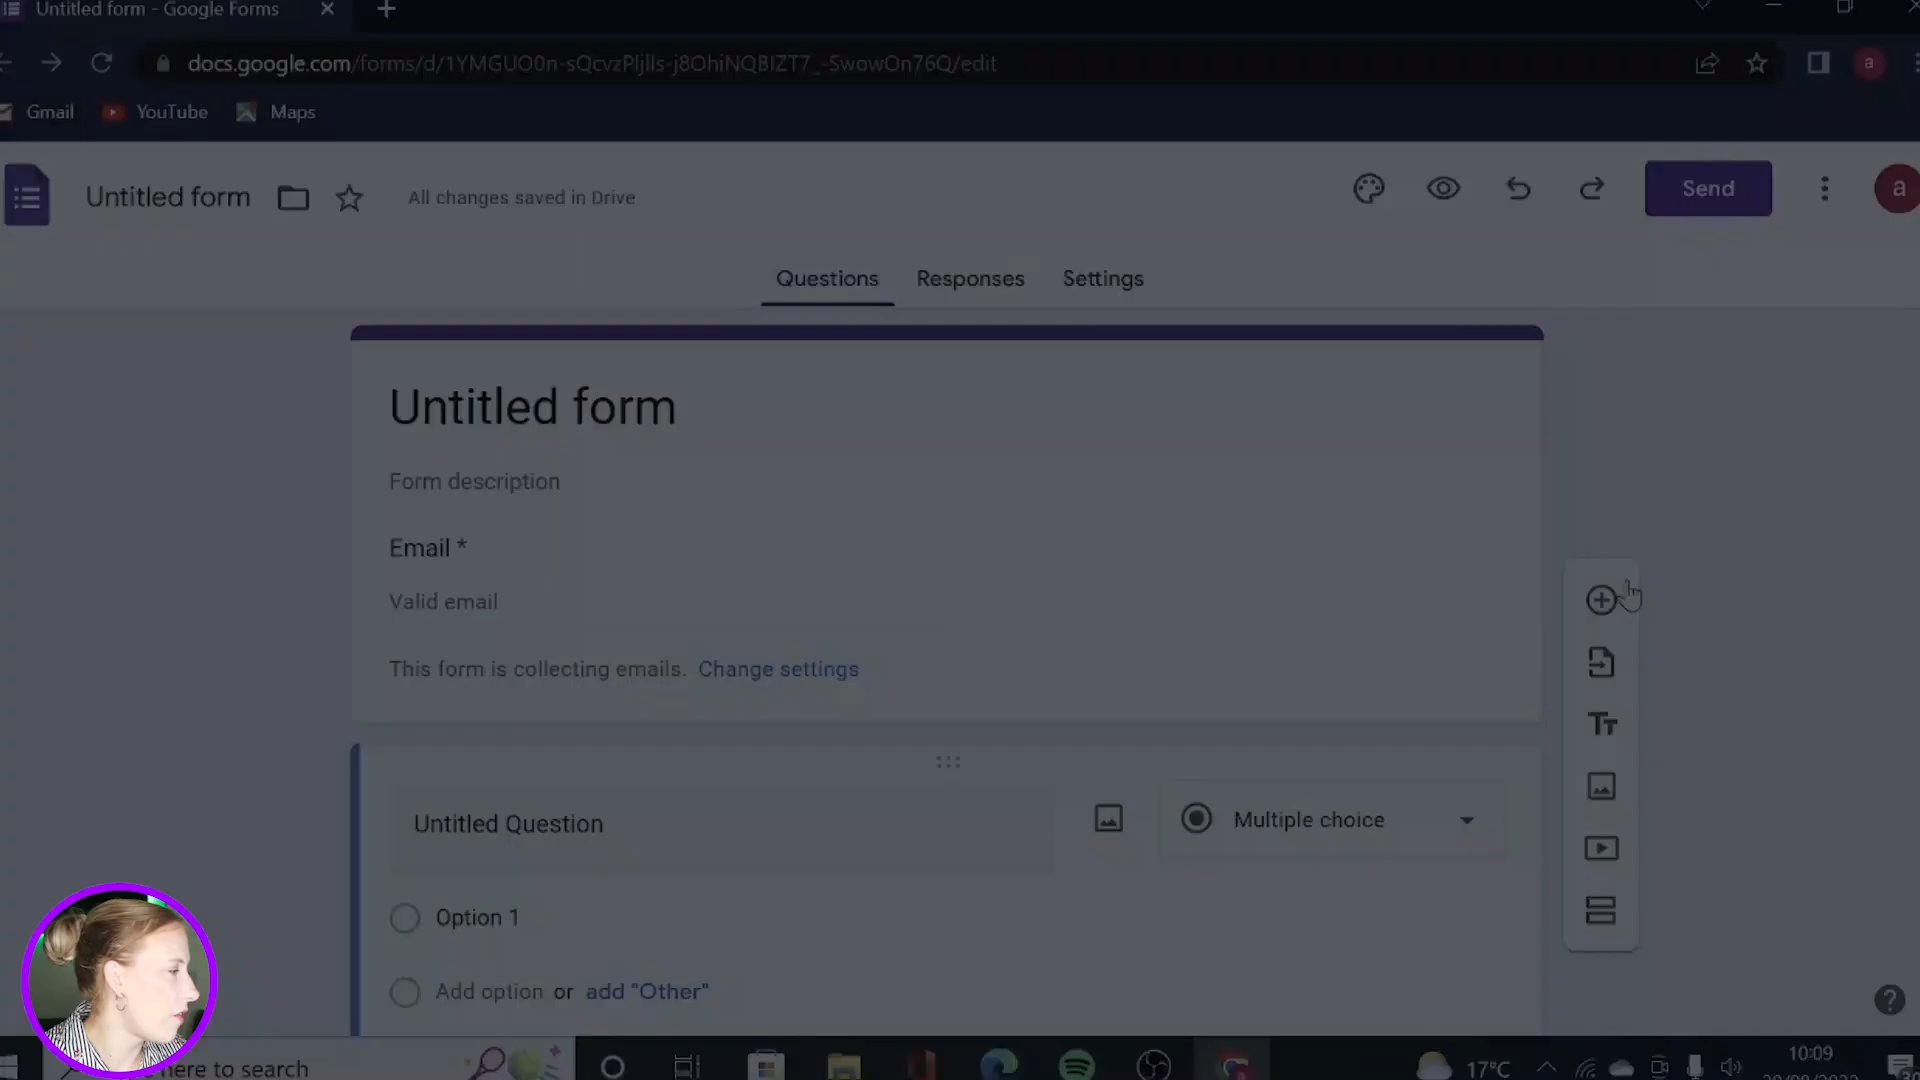 Untitled form - Google Forms
docs.google.com/forms/d/1YMGUO0n-sQcvzPljlls-j8OhiNQBIZT7_-SwowOn76Q/edit
a
Gmail YouTube Maps
Untitled form All changes saved in Drive Send a
Questions Responses Settings
Untitled form
Form description
Email *
Valid email
This form is collecting emails. Change settings
Untitled Question Multiple choice
Option 1
Add option or add "Other"
here to search 17°C 10:09